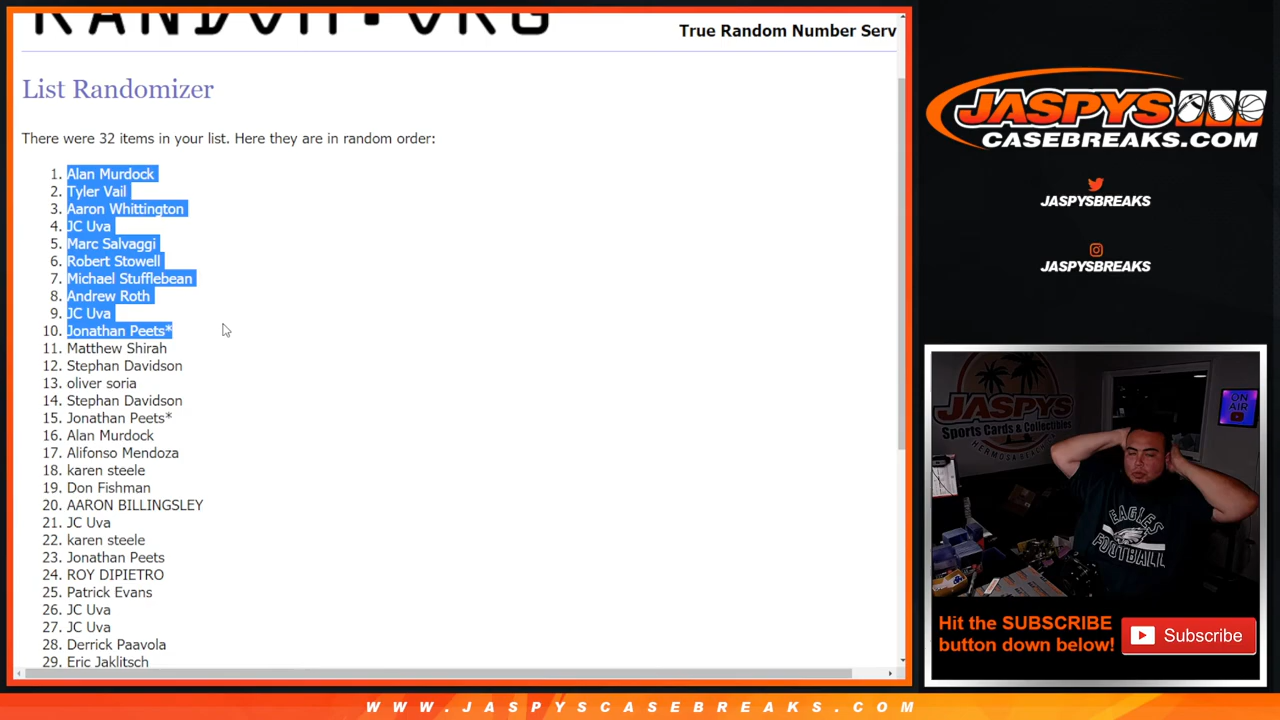 RANDOM.ORG
True Random Number Serv
List Randomizer
There were 32 items in your list. Here they are in random order:
1. Alan Murdock
2. Tyler Vail
3. Aaron Whittington
4. JC Uva
5. Marc Salvaggi
6. Robert Stowell
7. Michael Stufflebean
8. Andrew Roth
9. JC Uva
10. Jonathan Peets*
11. Matthew Shirah
12. Stephan Davidson
13. oliver soria
14. Stephan Davidson
15. Jonathan Peets*
16. Alan Murdock
17. Alifonso Mendoza
18. karen steele
19. Don Fishman
20. AARON BILLINGSLEY
21. JC Uva
22. karen steele
23. Jonathan Peets
24. ROY DIPIETRO
25. Patrick Evans
26. JC Uva
27. JC Uva
28. Derrick Paavola
29. Eric Jaklitsch
JASPYS
CASEBREAKS.COM
JASPYSBREAKS
JASPYSBREAKS
JASPYS
Sports Cards & Collectibles
HERMOSA BEACH
ON
AIR
EAGLES
FOOTBALL
Hit the SUBSCRIBE
button down below!
Subscribe
WWW.JASPYSCASEBREAKS.COM